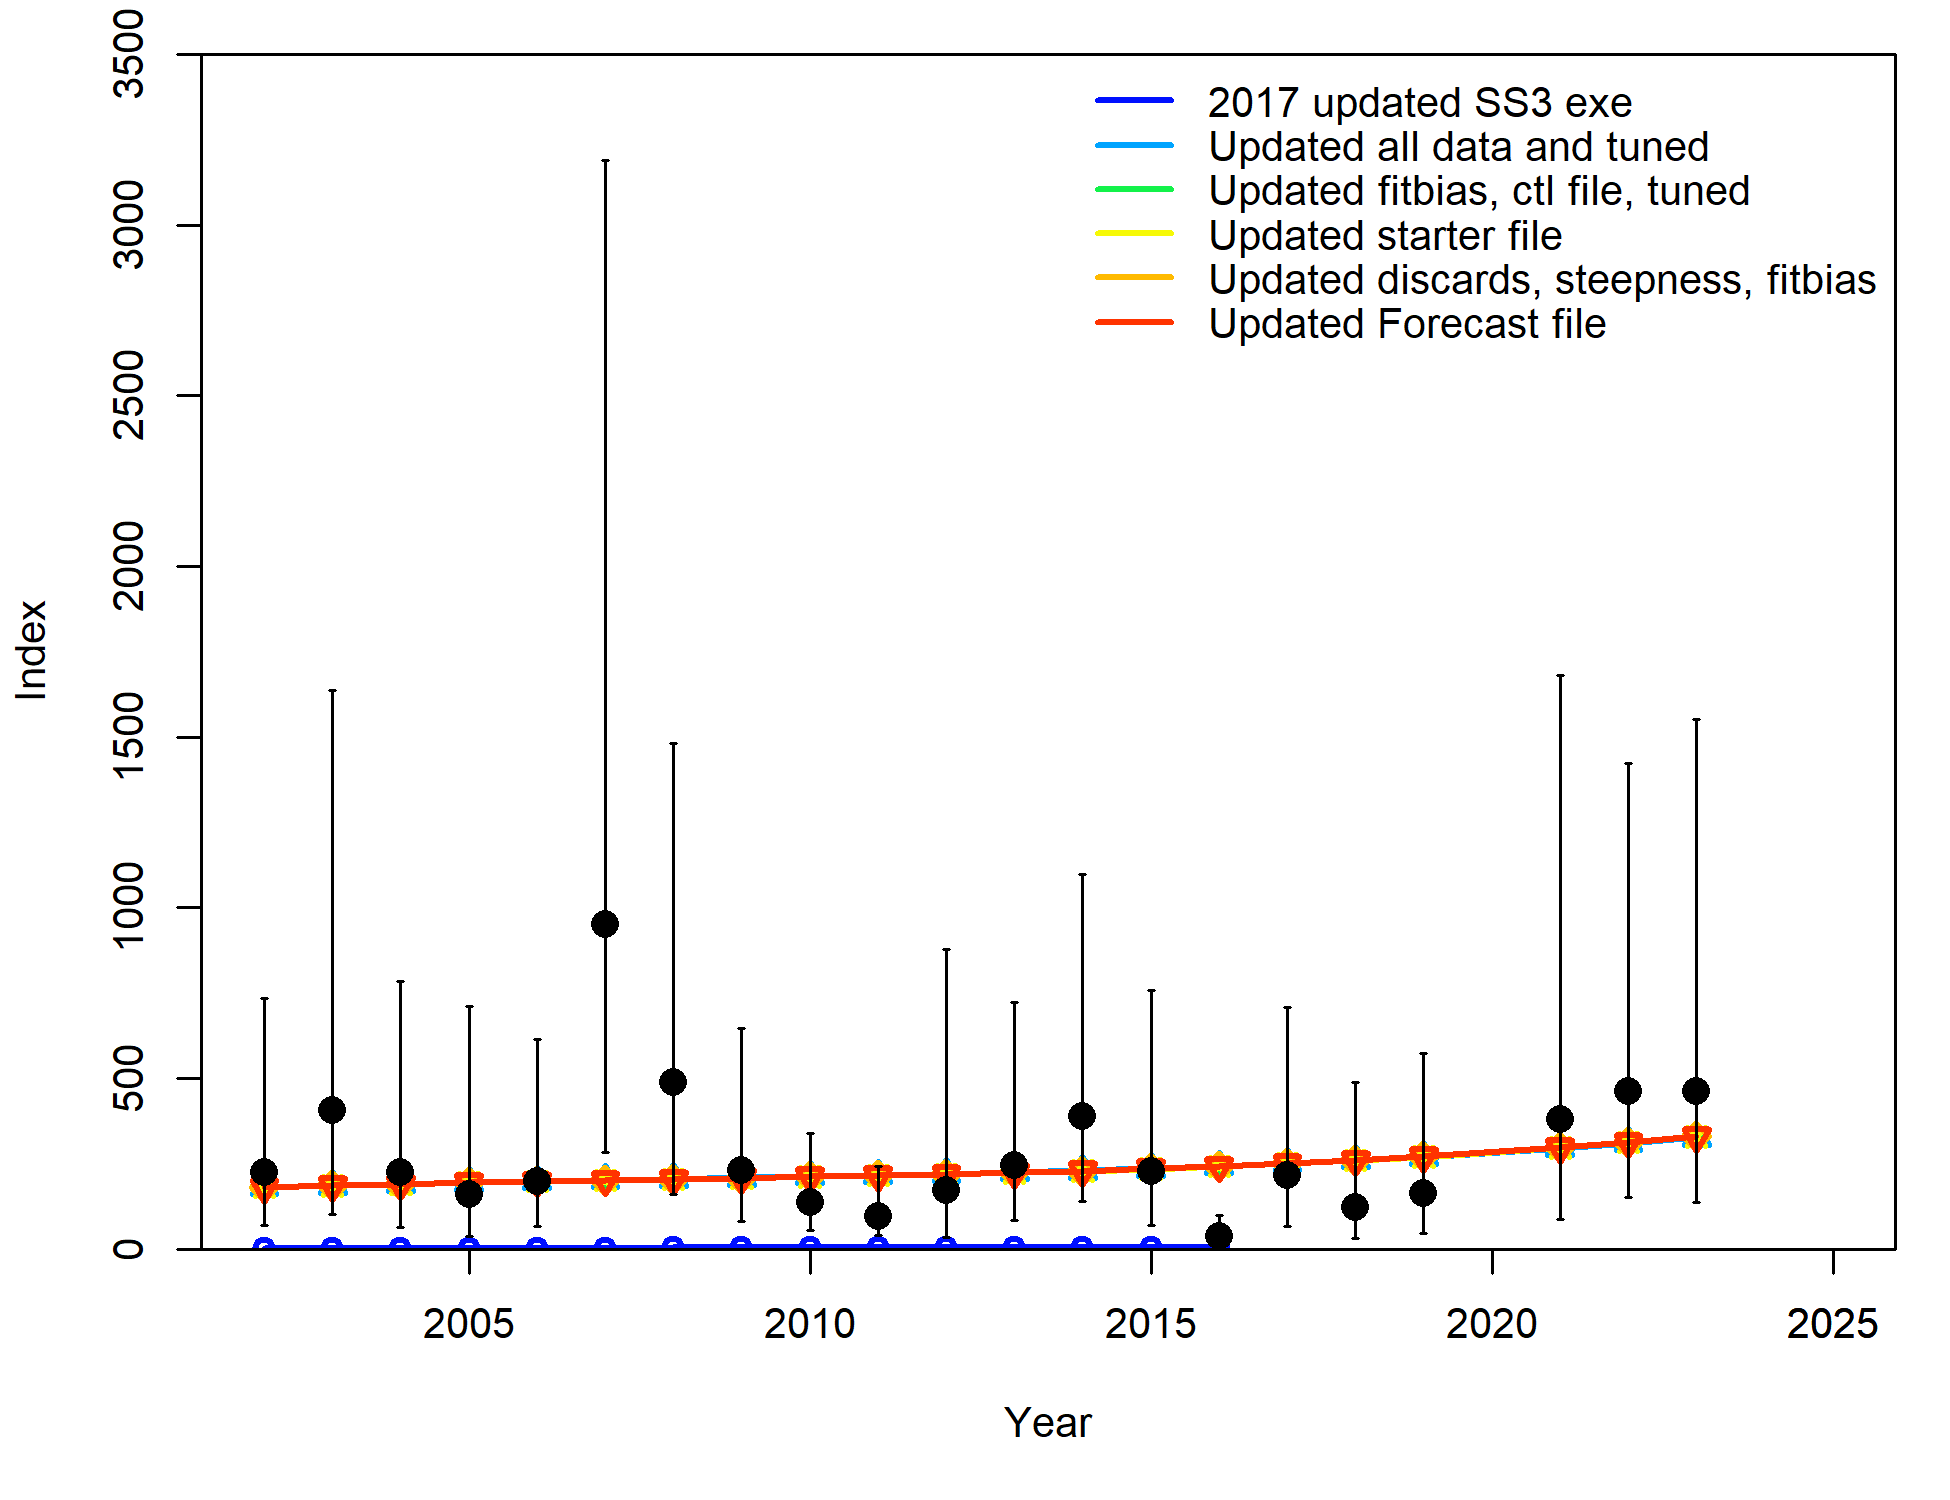 3500
3000
2500
2000
1500
1000
500
0
Index
2017 updated SS3 exe
Updated all data and tuned
Updated fitbias, ctl file, tuned
Updated starter file
Updated discards, steepness, fitbias
Updated Forecast file
2005 2010 2015 2020 2025
Year